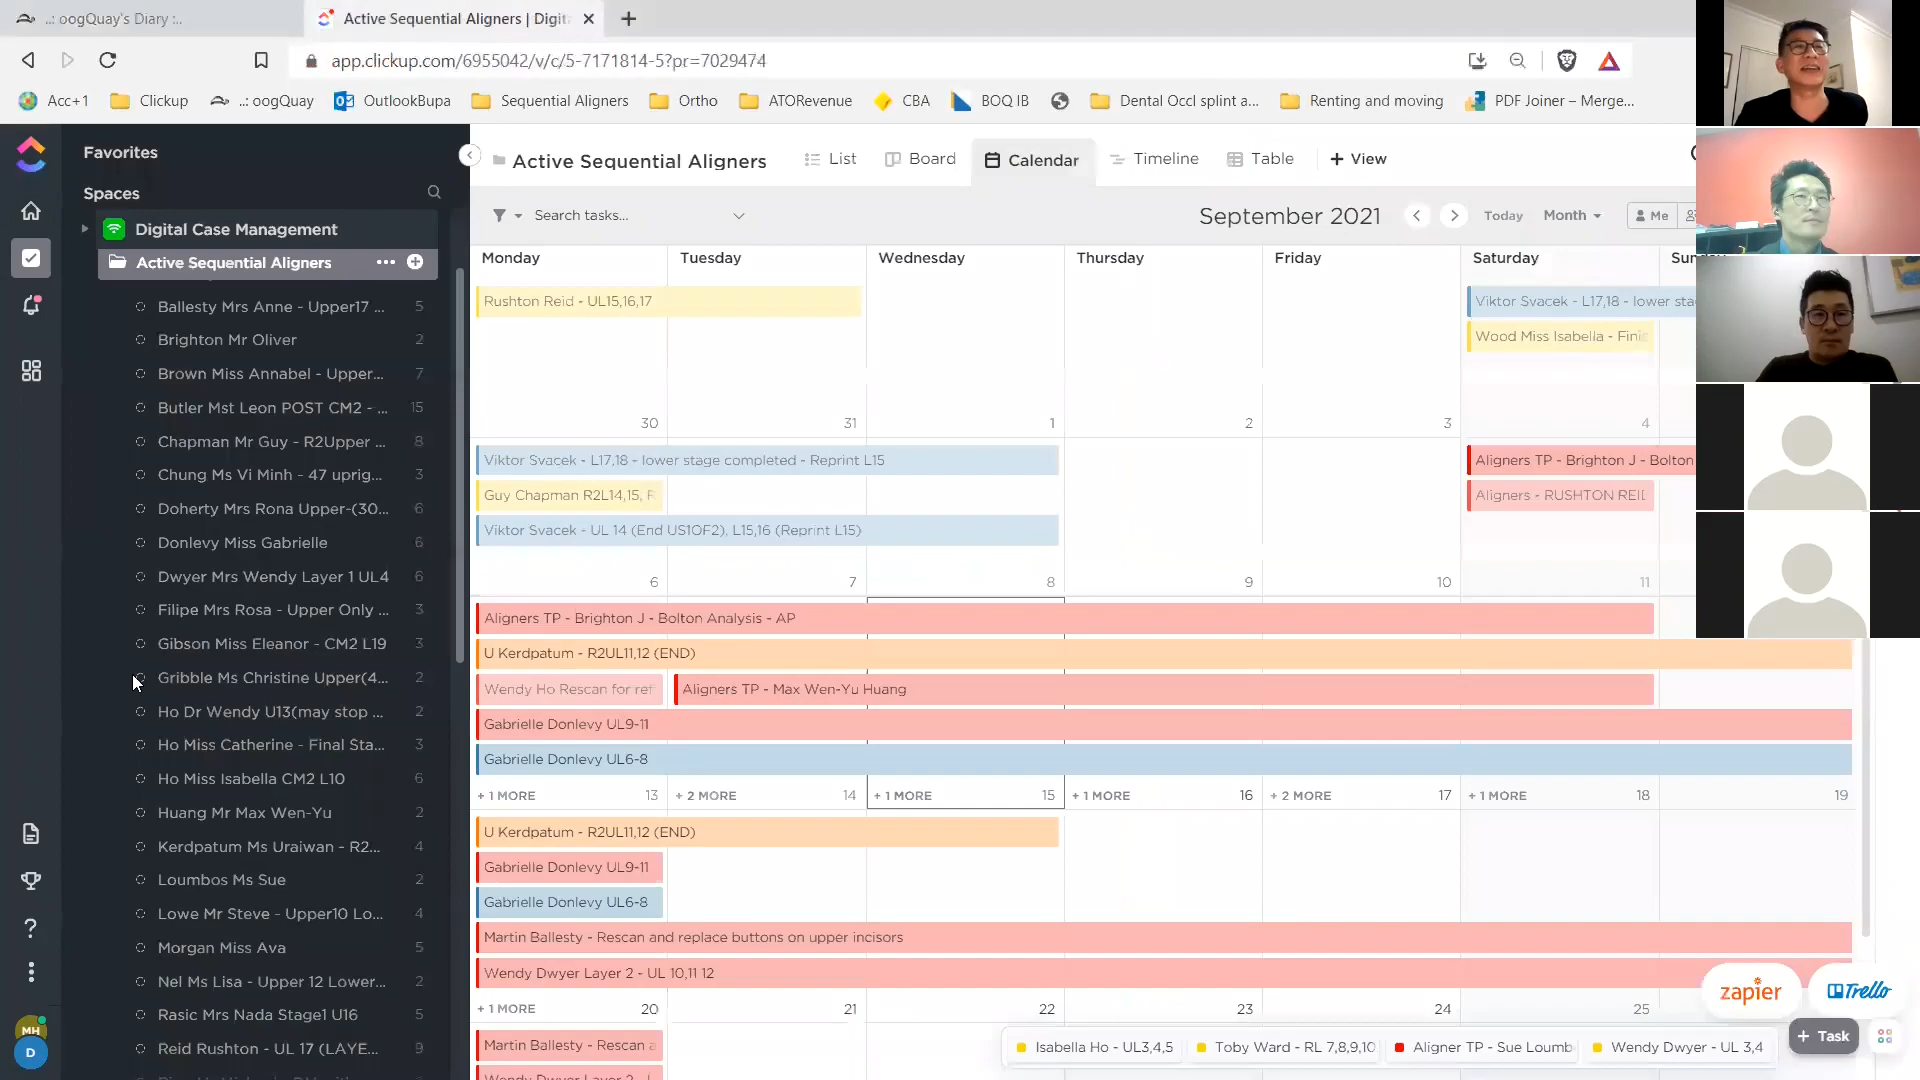 ..: oogQuay's Diary :..
Active Sequential Aligners | Digit
app.clickup.com/6955042/v/c/5-7171814-5?pr=7029474
Acc+1
Clickup
..: oogQuay
OutlookBupa
Sequential Aligners
Ortho
ATORevenue
CBA
BOQ IB
Dental Occl splint a...
Renting and moving
PDF Joiner – Merge...
Favorites
Spaces
Digital Case Management
Active Sequential Aligners
Ballesty Mrs Anne - Upper17 ... 5
Brighton Mr Oliver 2
Brown Miss Annabel - Upper... 7
Butler Mst Leon POST CM2 - ... 15
Chapman Mr Guy - R2Upper ... 8
Chung Ms Vi Minh - 47 uprig... 3
Doherty Mrs Rona Upper-(30... 6
Donlevy Miss Gabrielle 6
Dwyer Mrs Wendy Layer 1 UL4 6
Filipe Mrs Rosa - Upper Only ... 3
Gibson Miss Eleanor - CM2 L19 3
Gribble Ms Christine Upper(4... 2
Ho Dr Wendy U13(may stop ... 2
Ho Miss Catherine - Final Sta... 3
Ho Miss Isabella CM2 L10 6
Huang Mr Max Wen-Yu 2
Kerdpatum Ms Uraiwan - R2... 4
Loumbos Ms Sue 2
Lowe Mr Steve - Upper10 Lo... 4
Morgan Miss Ava 5
Nel Ms Lisa - Upper 12 Lower... 2
Rasic Mrs Nada Stage1 U16 5
Reid Rushton - UL 17 (LAYE... 9
MH
D
Active Sequential Aligners
List
Board
Calendar
Timeline
Table
+ View
Search tasks...
September 2021
Today
Month
Me
Monday Tuesday Wednesday Thursday Friday Saturday
Rushton Reid - UL15,16,17
Viktor Svacek - L17,18 - lower sta
Wood Miss Isabella - Fini
30 31 1 2 3 4
Viktor Svacek - L17,18 - lower stage completed - Reprint L15
Aligners TP - Brighton J - Bolton
Guy Chapman R2L14,15, R
Aligners - RUSHTON REI
Viktor Svacek - UL 14 (End US1OF2), L15,16 (Reprint L15)
6 7 8 9 10 11
Aligners TP - Brighton J - Bolton Analysis - AP
U Kerdpatum - R2UL11,12 (END)
Wendy Ho Rescan for ref
Aligners TP - Max Wen-Yu Huang
Gabrielle Donlevy UL9-11
Gabrielle Donlevy UL6-8
+ 1 MORE 13 + 2 MORE 14 + 1 MORE 15 + 1 MORE 16 + 2 MORE 17 + 1 MORE 18 19
U Kerdpatum - R2UL11,12 (END)
Gabrielle Donlevy UL9-11
Gabrielle Donlevy UL6-8
Martin Ballesty - Rescan and replace buttons on upper incisors
Wendy Dwyer Layer 2 - UL 10,11 12
+ 1 MORE 20 21 22 23 24 25
Martin Ballesty - Rescan a
zapier
Trello
Isabella Ho - UL3,4,5
Toby Ward - RL 7,8,9,10
Aligner TP - Sue Loumb
Wendy Dwyer - UL 3,4
+ Task